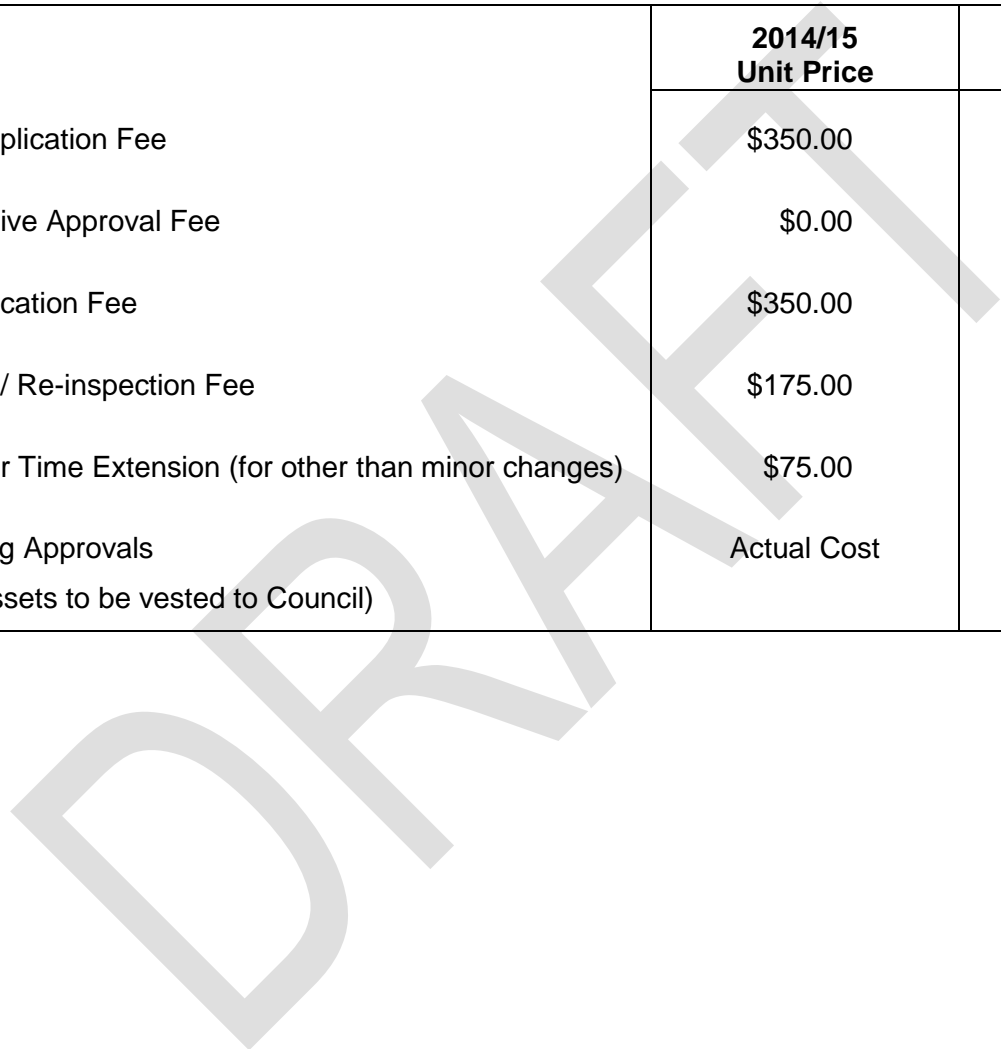 2014/15
Unit Price
plication Fee $350.00
ive Approval Fee $0.00
cation Fee $350.00
/ Re-inspection Fee $175.00
r Time Extension (for other than minor changes) $75.00
g Approvals Actual Cost
ssets to be vested to Council)
DRAFT